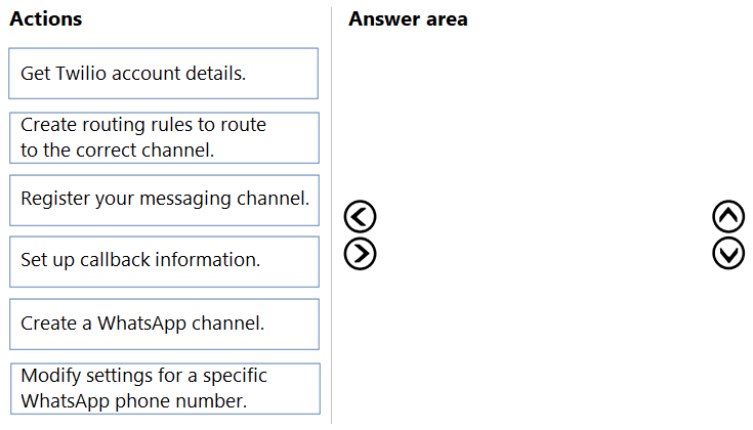 Actions
Answer area
Get Twilio account details.
Create routing rules to route
to the correct channel.
Register your messaging channel.
Set up callback information.
Create a WhatsApp channel.
Modify settings for a specific
WhatsApp phone number.